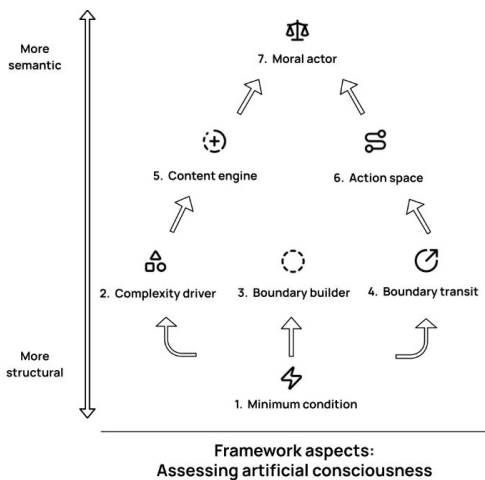 More
semantic
7. Moral actor
5. Content engine
6. Action space
2. Complexity driver
3. Boundary builder
4. Boundary transit
More
structural
1. Minimum condition
Framework aspects:
Assessing artificial consciousness